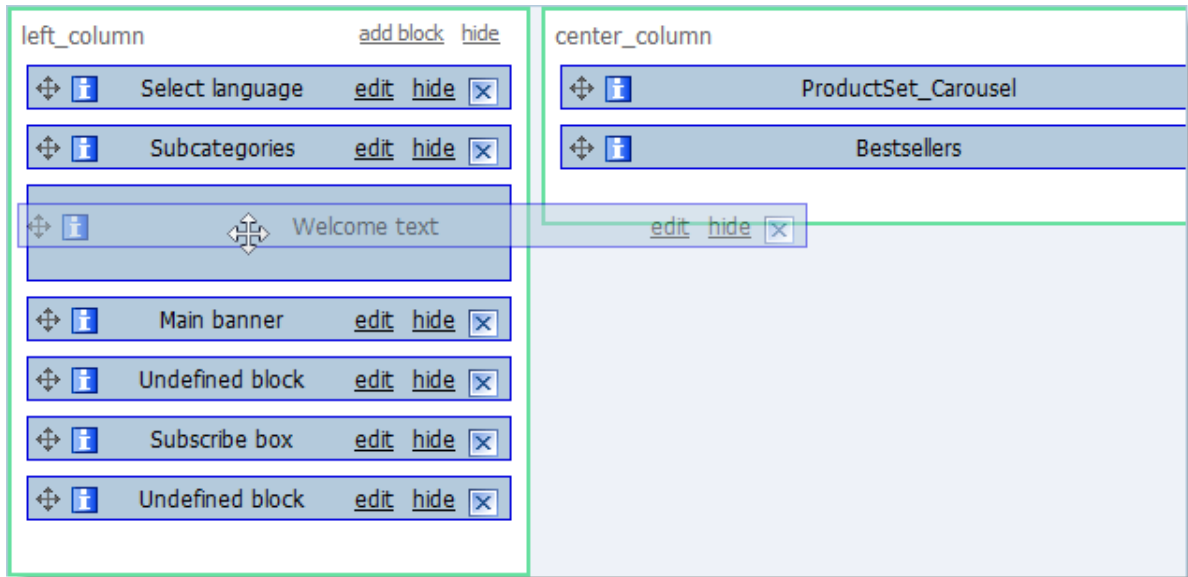 left_column add block hide
Select language edit hide
Subcategories edit hide
Welcome text edit hide
Main banner edit hide
Undefined block edit hide
Subscribe box edit hide
Undefined block edit hide
center_column
ProductSet_Carousel
Bestsellers